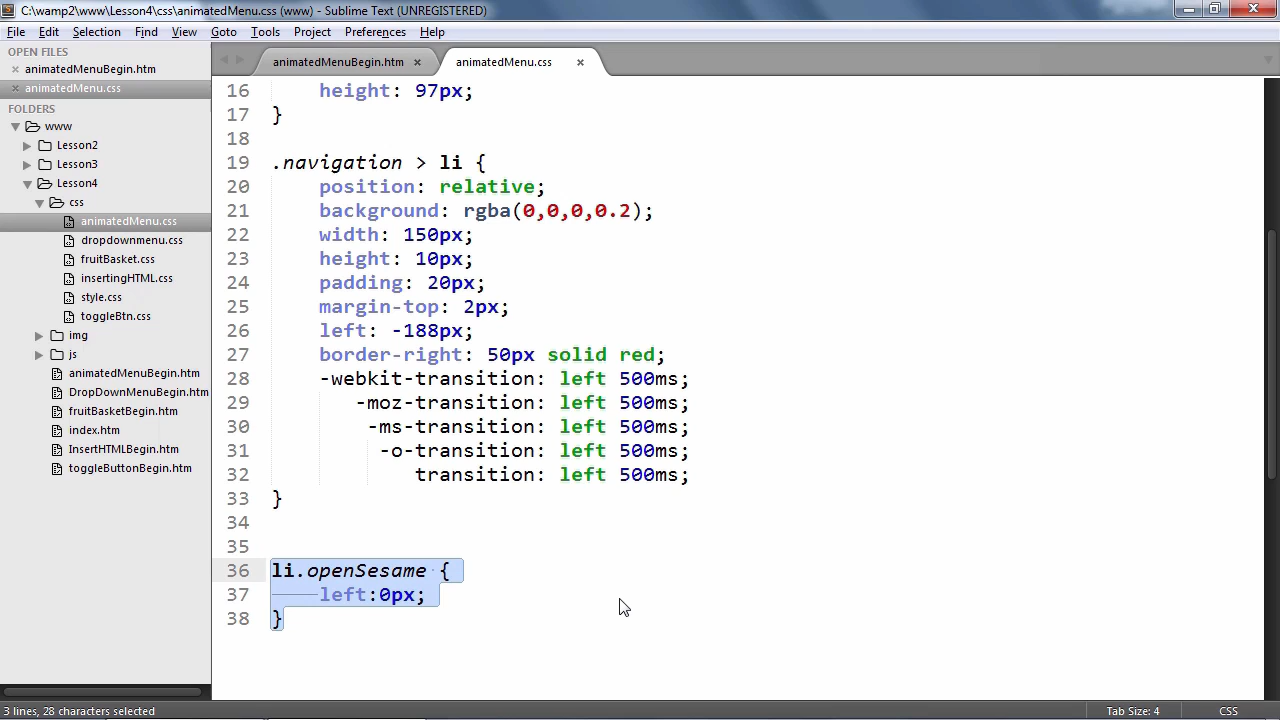 C:\wamp2\www\Lesson4\css\animatedMenu.css (www) - Sublime Text (UNREGISTERED)
File Edit Selection Find View Goto Tools Project Preferences Help
OPEN FILES
animatedMenuBegin.htm
animatedMenu.css
FOLDERS
www
Lesson2
Lesson3
Lesson4
css
animatedMenu.css
dropdownmenu.css
fruitBasket.css
insertingHTML.css
style.css
toggleBtn.css
img
js
animatedMenuBegin.htm
DropDownMenuBegin.htm
fruitBasketBegin.htm
index.htm
InsertHTMLBegin.htm
toggleButtonBegin.htm
animatedMenuBegin.htm × animatedMenu.css ×
16 height: 97px;
17 }
18
19 .navigation > li {
20 position: relative;
21 background: rgba(0,0,0,0.2);
22 width: 150px;
23 height: 10px;
24 padding: 20px;
25 margin-top: 2px;
26 left: -188px;
27 border-right: 50px solid red;
28 -webkit-transition: left 500ms;
29 -moz-transition: left 500ms;
30 -ms-transition: left 500ms;
31 -o-transition: left 500ms;
32 transition: left 500ms;
33 }
34
35
36 li.openSesame {
37 left:0px;
38 }
3 lines, 28 characters selected
Tab Size: 4 CSS